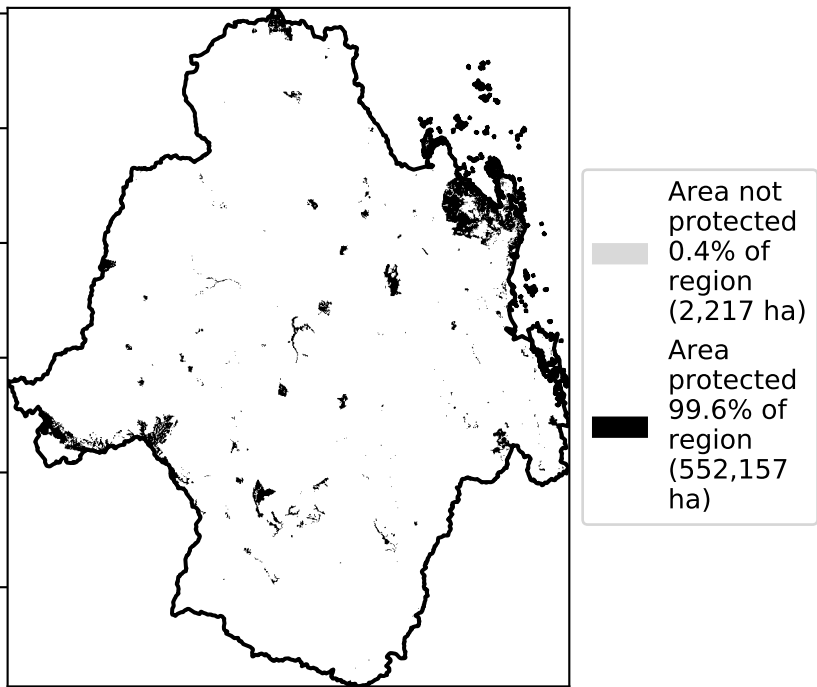 Area not
protected
0.4% of
region
(2,217 ha)
Area
protected
99.6% of
region
(552,157
ha)